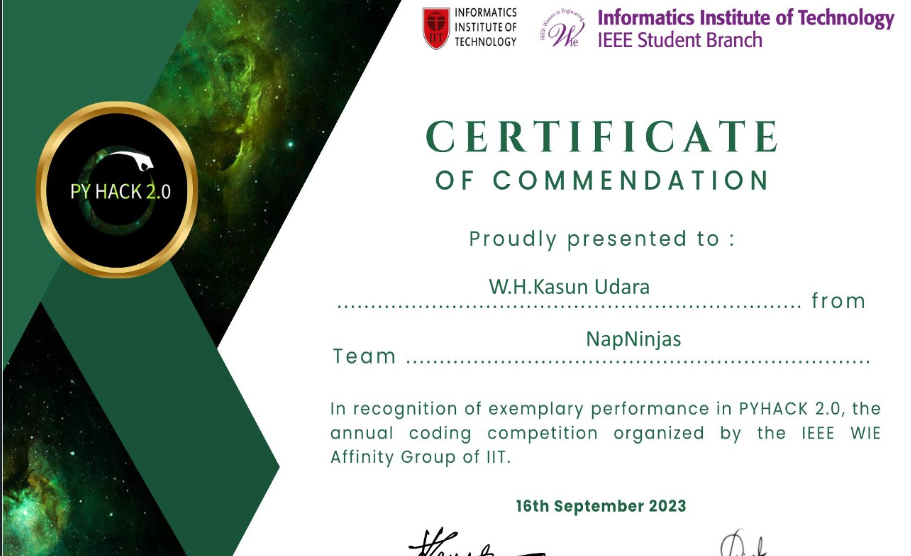 INFORMATICS
INSTITUTE OF
TECHNOLOGY
IIT
IEEE Women in Engineering
Wie
Informatics Institute of Technology
IEEE Student Branch
CERTIFICATE
OF COMMENDATION
PY HACK 2.0
Proudly presented to :
W.H.Kasun Udara
from
NapNinjas
Team
In recognition of exemplary performance in PYHACK 2.0, the
annual coding competition organized by the IEEE WIE
Affinity Group of IIT.
16th September 2023